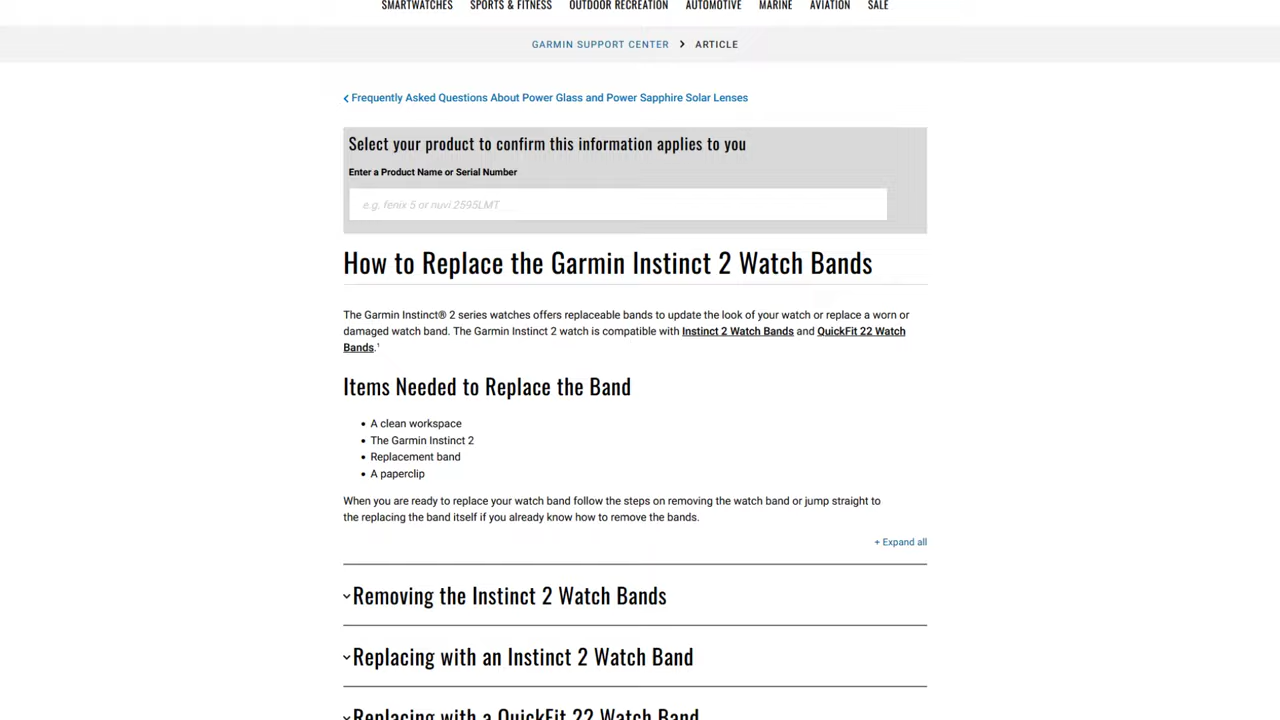 SMARTWATCHES SPORTS & FITNESS OUTDOOR RECREATION AUTOMOTIVE MARINE AVIATION SALE
GARMIN SUPPORT CENTER > ARTICLE
Frequently Asked Questions About Power Glass and Power Sapphire Solar Lenses
Select your product to confirm this information applies to you
Enter a Product Name or Serial Number
e.g. fenix 5 or nuvi 2595LMT
How to Replace the Garmin Instinct 2 Watch Bands
The Garmin Instinct® 2 series watches offers replaceable bands to update the look of your watch or replace a worn or
damaged watch band. The Garmin Instinct 2 watch is compatible with Instinct 2 Watch Bands and QuickFit 22 Watch
Bands.†
Items Needed to Replace the Band
• A clean workspace
• The Garmin Instinct 2
• Replacement band
• A paperclip
When you are ready to replace your watch band follow the steps on removing the watch band or jump straight to
the replacing the band itself if you already know how to remove the bands.
+ Expand all
Removing the Instinct 2 Watch Bands
Replacing with an Instinct 2 Watch Band
Replacing with a QuickFit 22 Watch Band